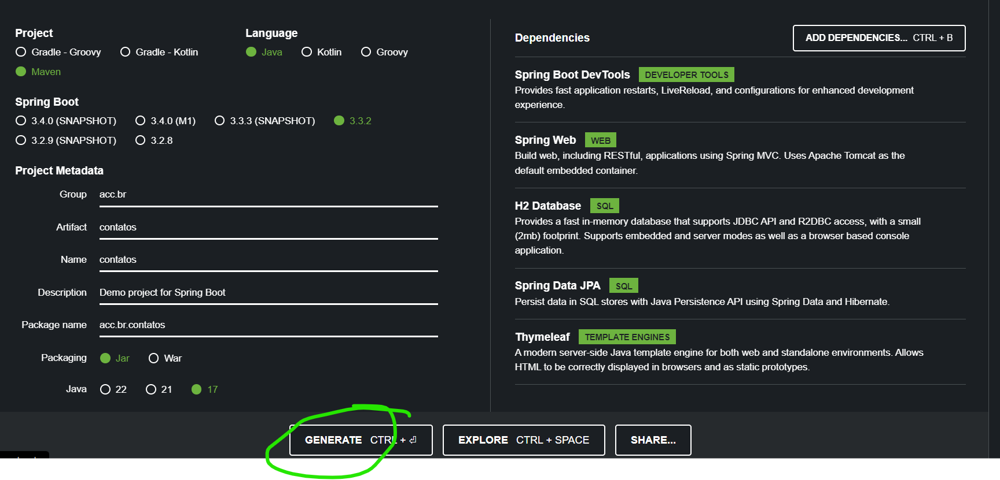 Project
Gradle - Groovy Gradle - Kotlin
Maven
Language
Java Kotlin Groovy
Spring Boot
3.4.0 (SNAPSHOT) 3.4.0 (M1) 3.3.3 (SNAPSHOT) 3.3.2
3.2.9 (SNAPSHOT) 3.2.8
Project Metadata
Group acc.br
Artifact contatos
Name contatos
Description Demo project for Spring Boot
Package name acc.br.contatos
Packaging Jar War
Java 22 21 17
Dependencies
ADD DEPENDENCIES... CTRL + B
Spring Boot DevTools DEVELOPER TOOLS
Provides fast application restarts, LiveReload, and configurations for enhanced development
experience.
Spring Web WEB
Build web, including RESTful, applications using Spring MVC. Uses Apache Tomcat as the
default embedded container.
H2 Database SQL
Provides a fast in-memory database that supports JDBC API and R2DBC access, with a small
(2mb) footprint. Supports embedded and server modes as well as a browser based console
application.
Spring Data JPA SQL
Persist data in SQL stores with Java Persistence API using Spring Data and Hibernate.
Thymeleaf TEMPLATE ENGINES
A modern server-side Java template engine for both web and standalone environments. Allows
HTML to be correctly displayed in browsers and as static prototypes.
GENERATE CTRL + ⏎
EXPLORE CTRL + SPACE
SHARE...